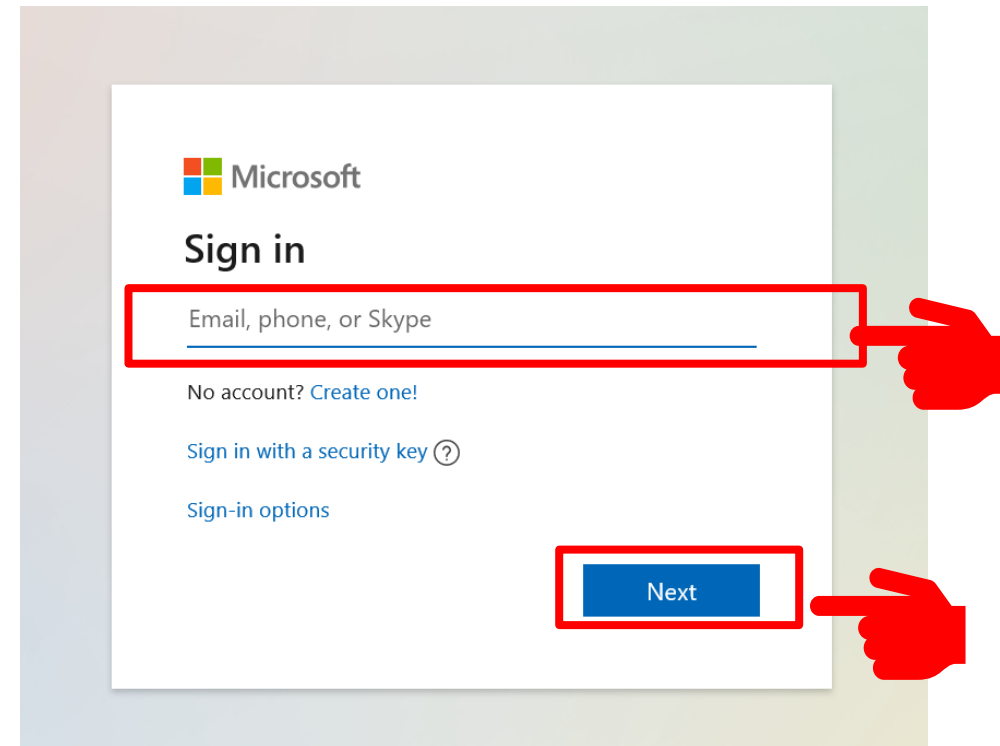 Microsoft
Sign in
Email, phone, or Skype
No account? Create one!
Sign in with a security key ?
Sign-in options
Next